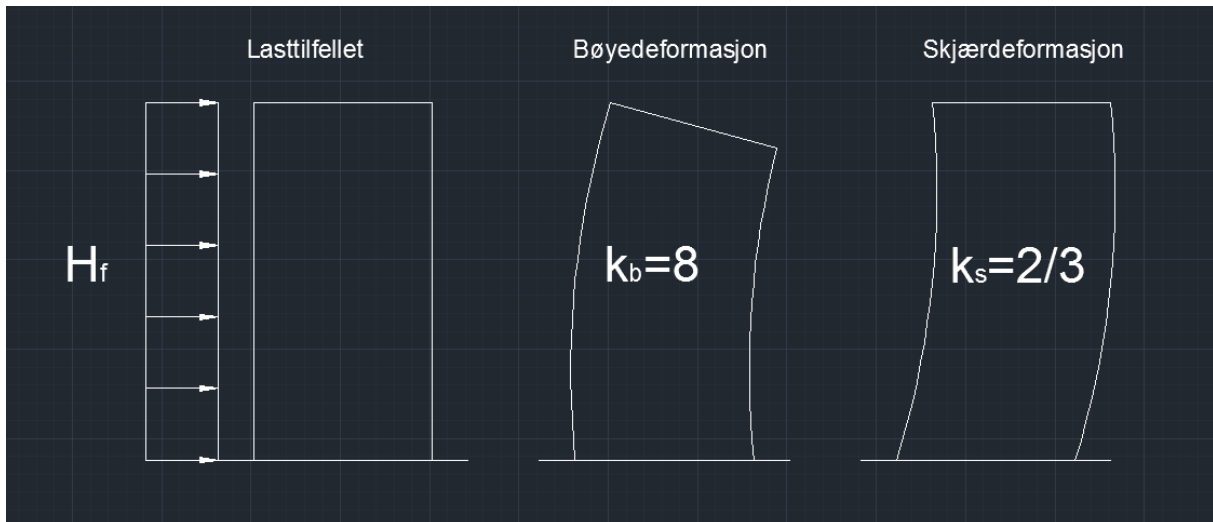 Lasttilfellet
Bøyedeformasjon
Skjærdeformasjon
Hf
kb=8
ks=2/3